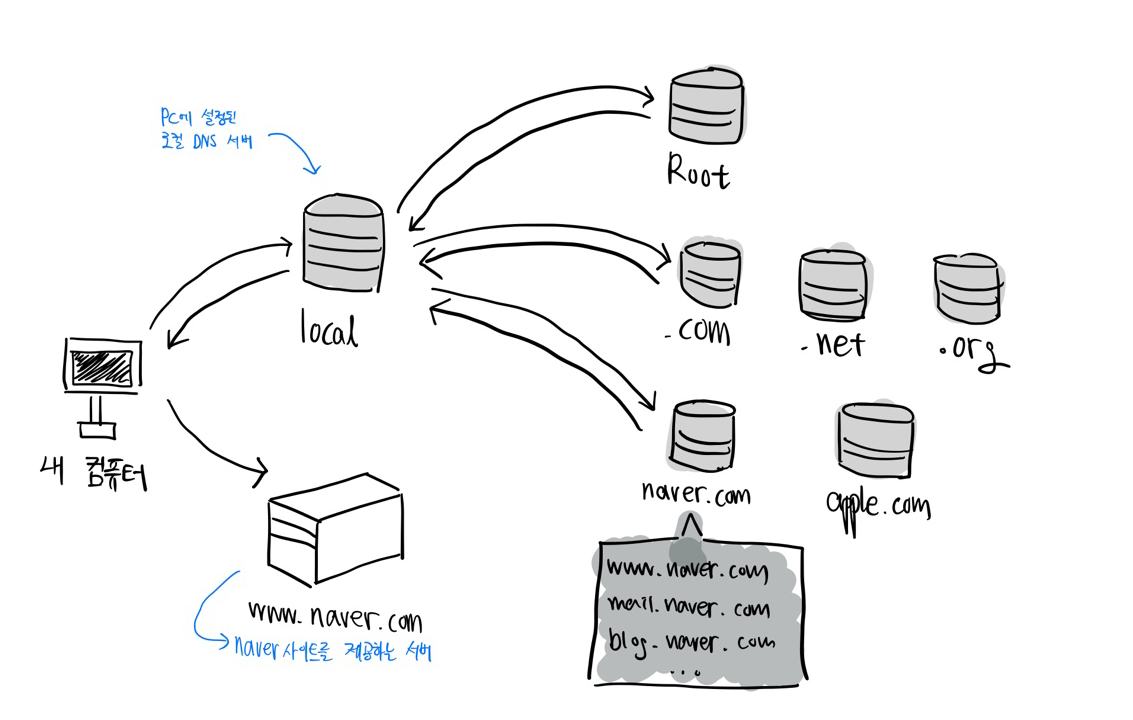 PC에 설정된
로컬 DNS 서버
Root
local
.com
.net
.org
내 컴퓨터
naver.com
apple.com
www.naver.com
mail.naver.com
blog.naver.com
...
www.naver.com
naver 사이트를 제공하는 서버